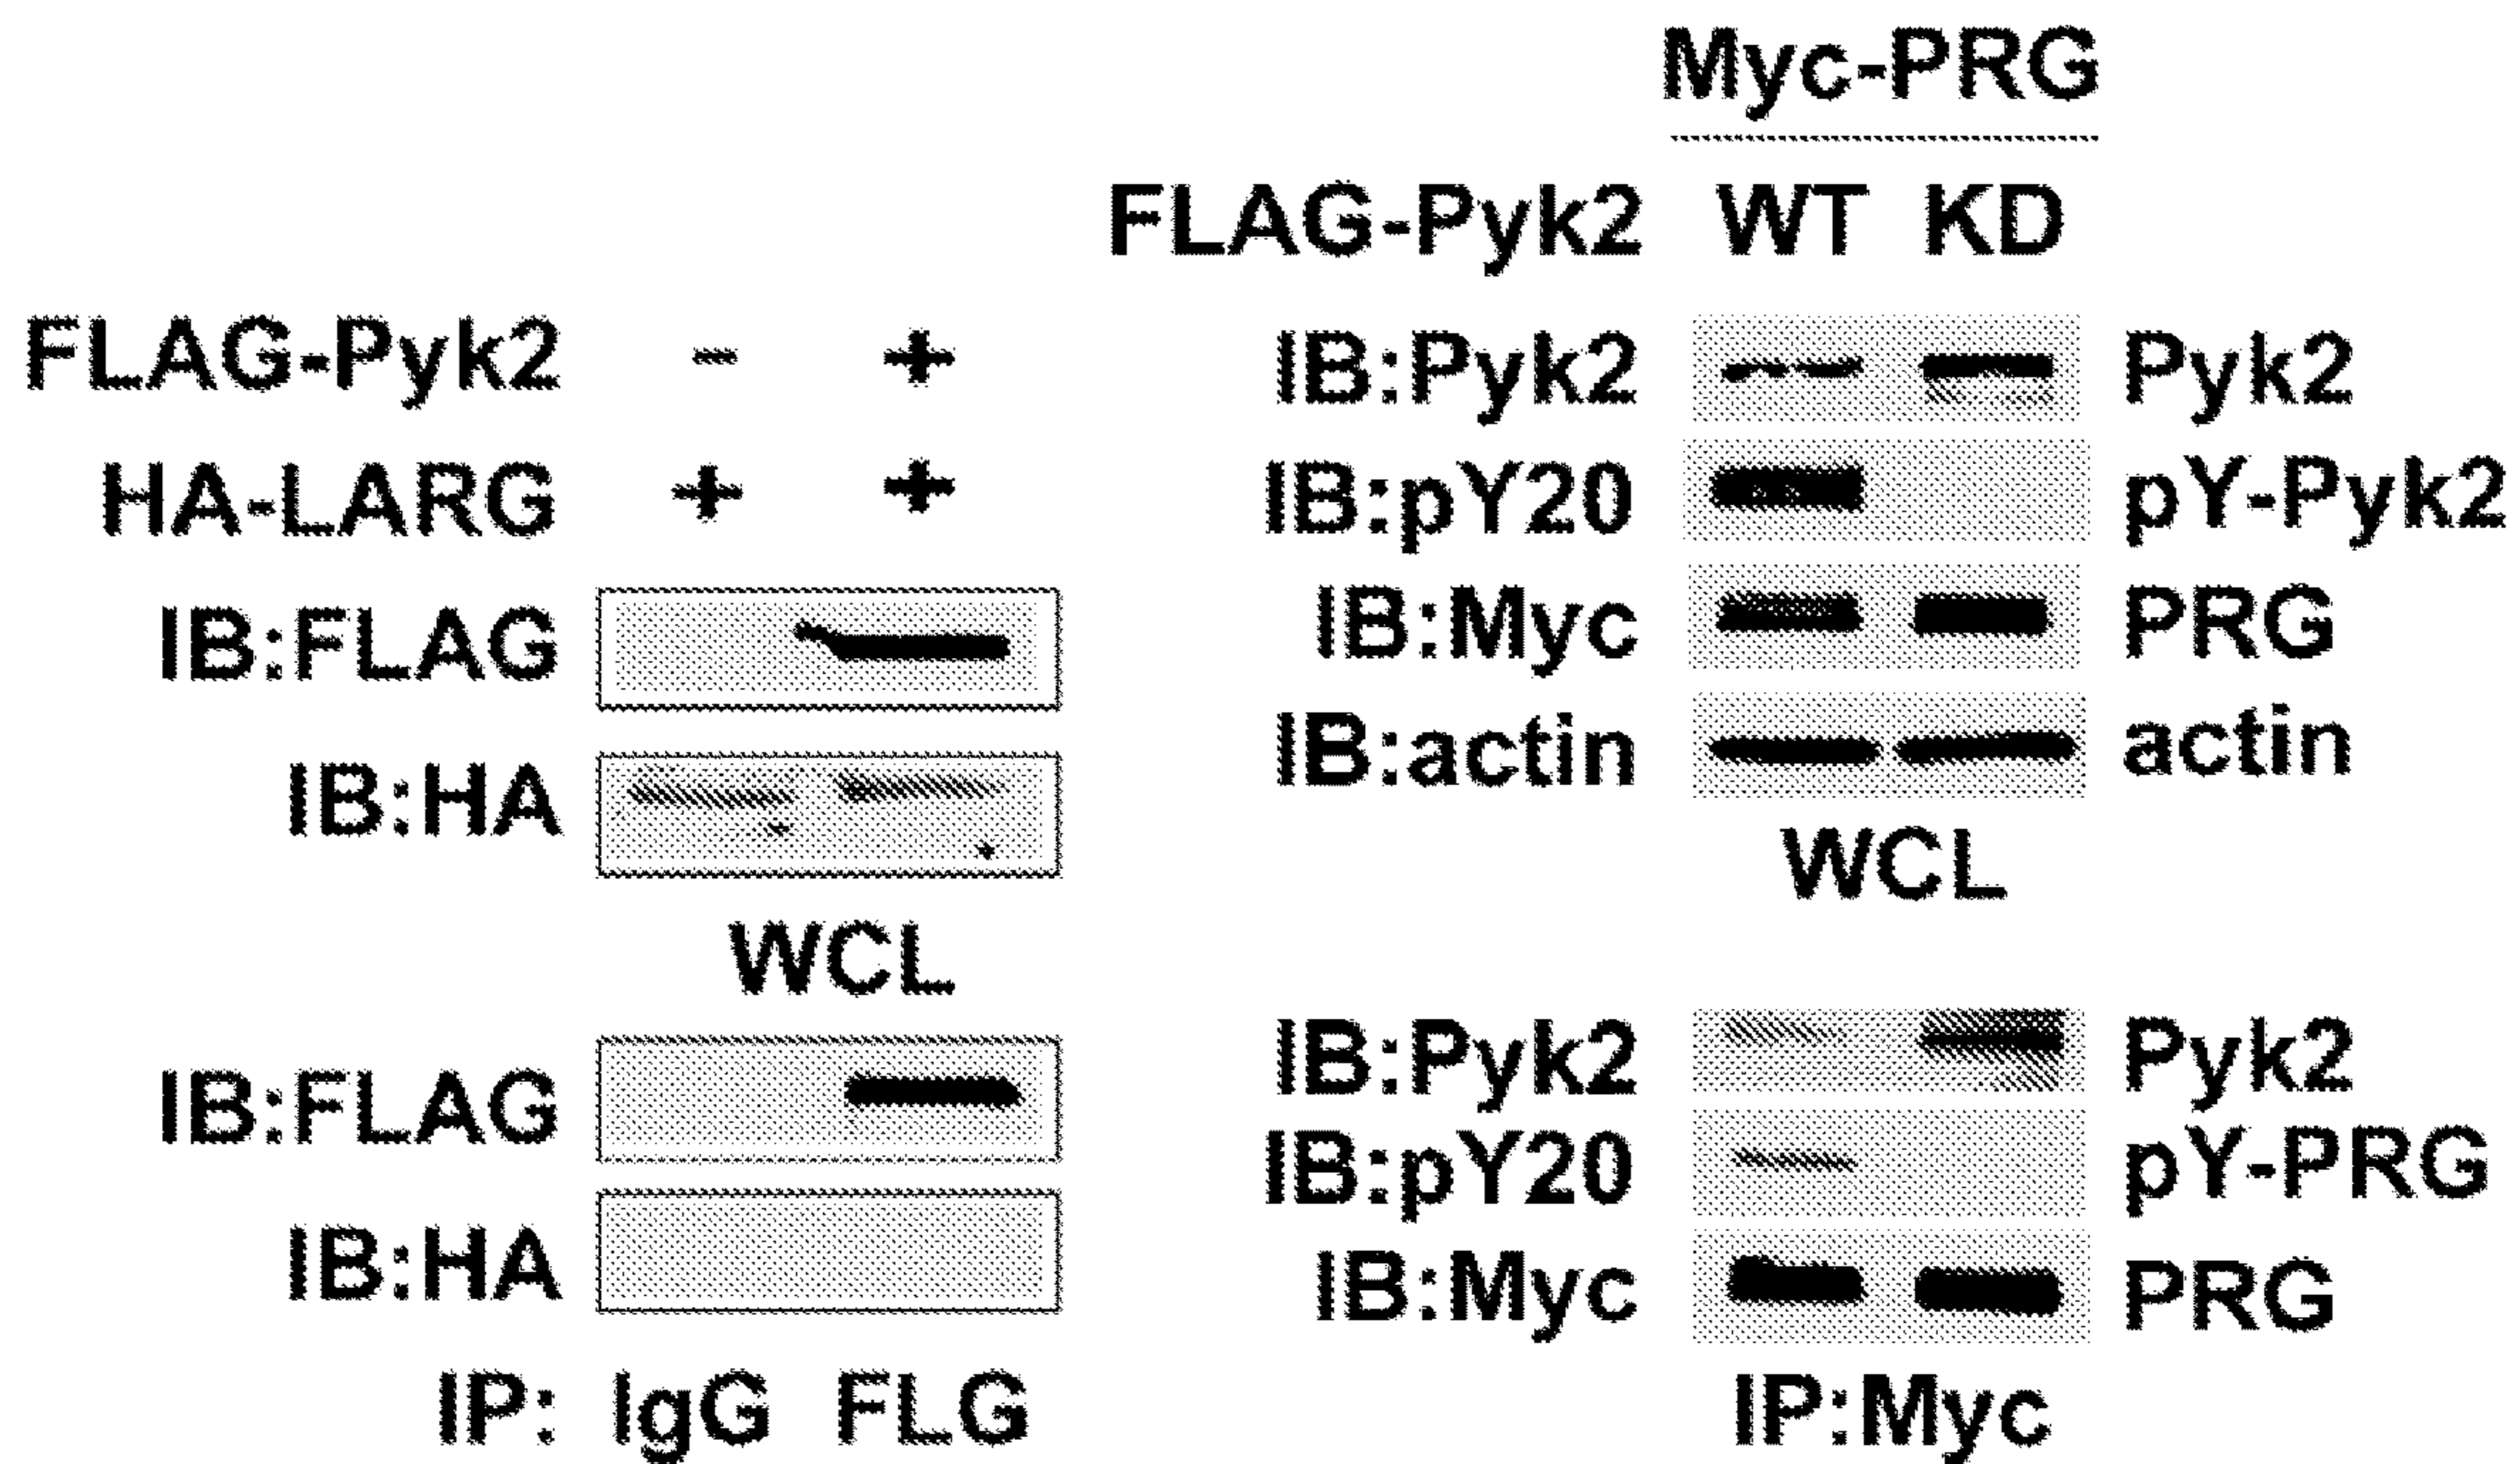 FLAG-Pyk2 - +
HA-LARG + +
IB:FLAG
IB:HA
WCL
IB:FLAG
IB:HA
IP: IgG FLG
Myc-PRG
FLAG-Pyk2 WT KD
IB:Pyk2 Pyk2
IB:pY20 pY-Pyk2
IB:Myc PRG
IB:actin actin
WCL
IB:Pyk2 Pyk2
IB:pY20 pY-PRG
IB:Myc PRG
IP:Myc